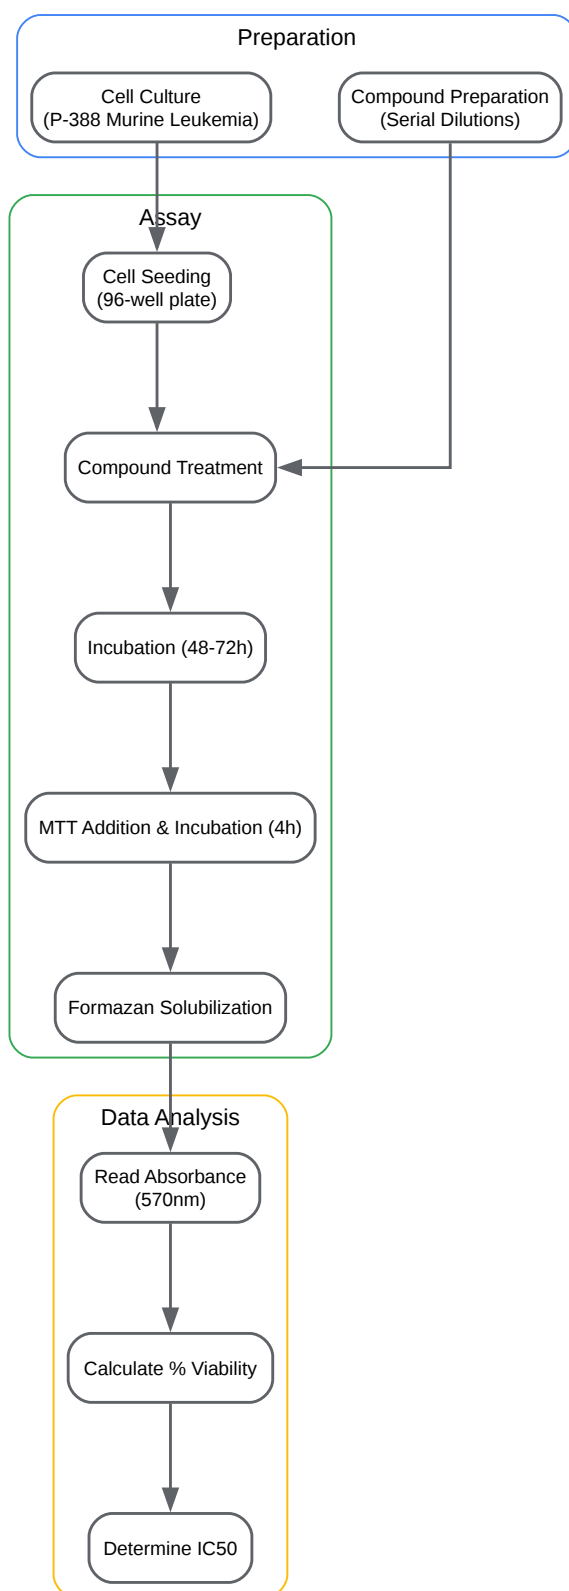 Preparation
Cell Culture
(P-388 Murine Leukemia)
Compound Preparation
(Serial Dilutions)
Assay
Cell Seeding
(96-well plate)
Compound Treatment
Incubation (48-72h)
MTT Addition & Incubation (4h)
Formazan Solubilization
Data Analysis
Read Absorbance
(570nm)
Calculate % Viability
Determine IC50